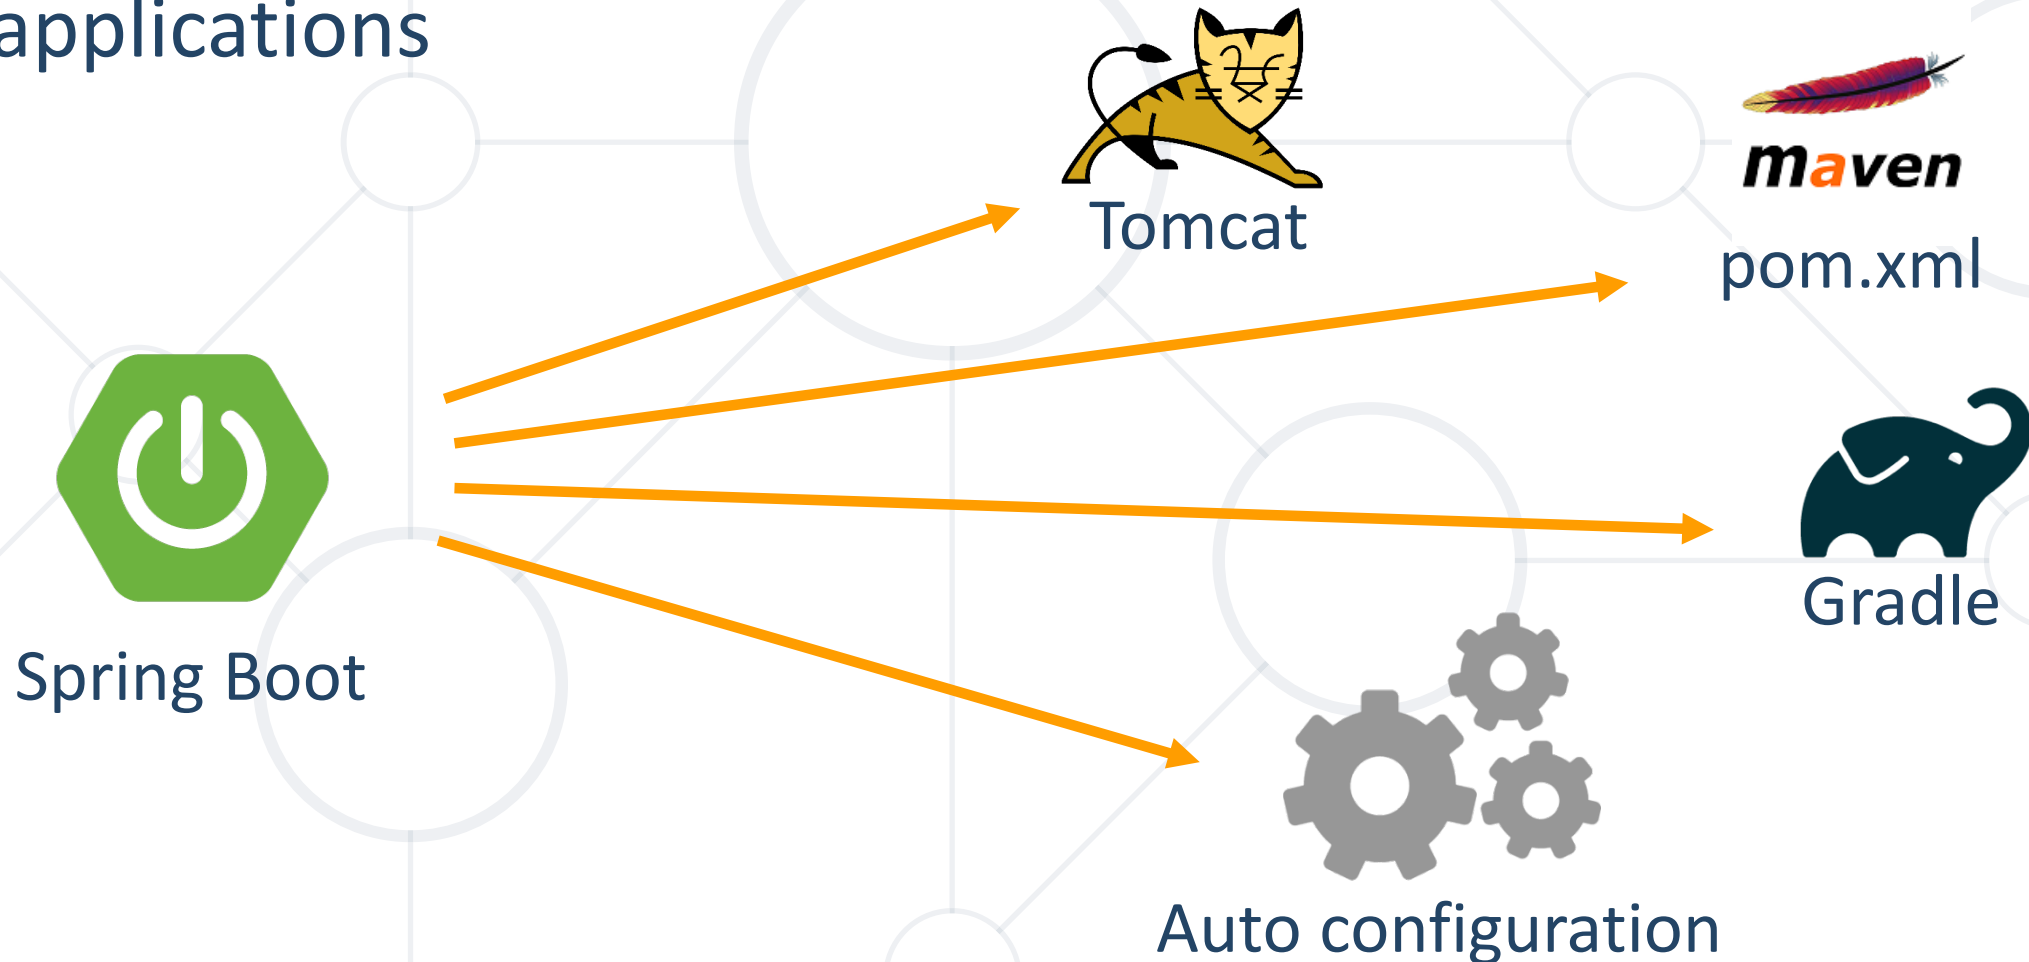 applications
Tomcat
maven
pom.xml
Gradle
Spring Boot
Auto configuration